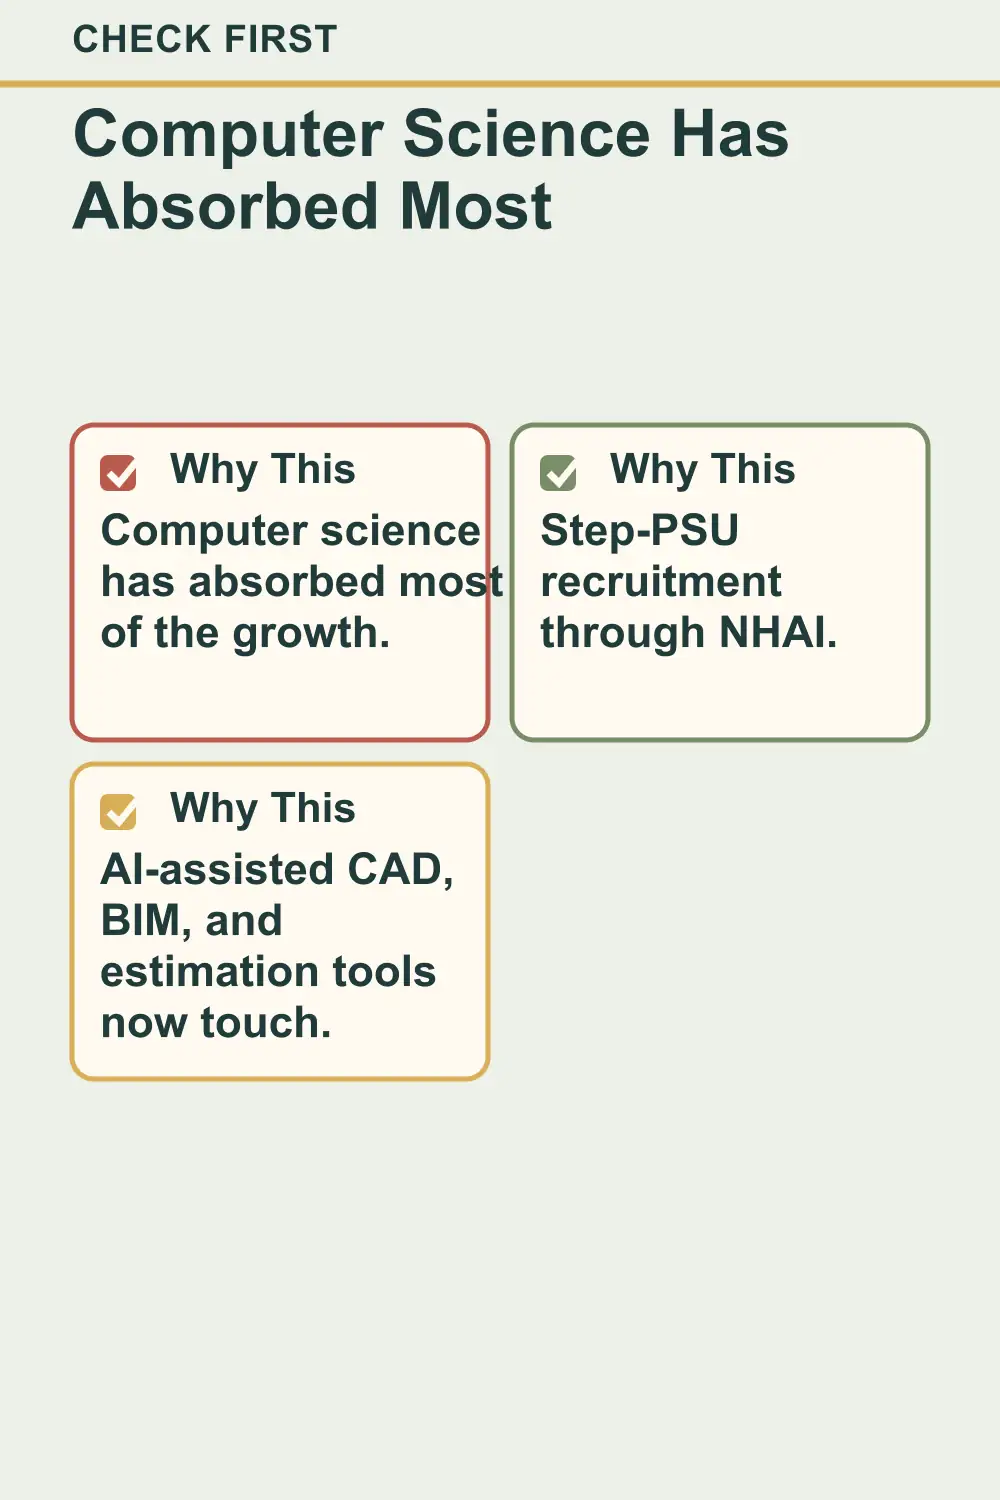 CHECK FIRST
Computer Science Has
Absorbed Most
Why This
Computer science
has absorbed most
of the growth.
Why This
Step-PSU
recruitment
through NHAI.
Why This
AI-assisted CAD,
BIM, and
estimation tools
now touch.